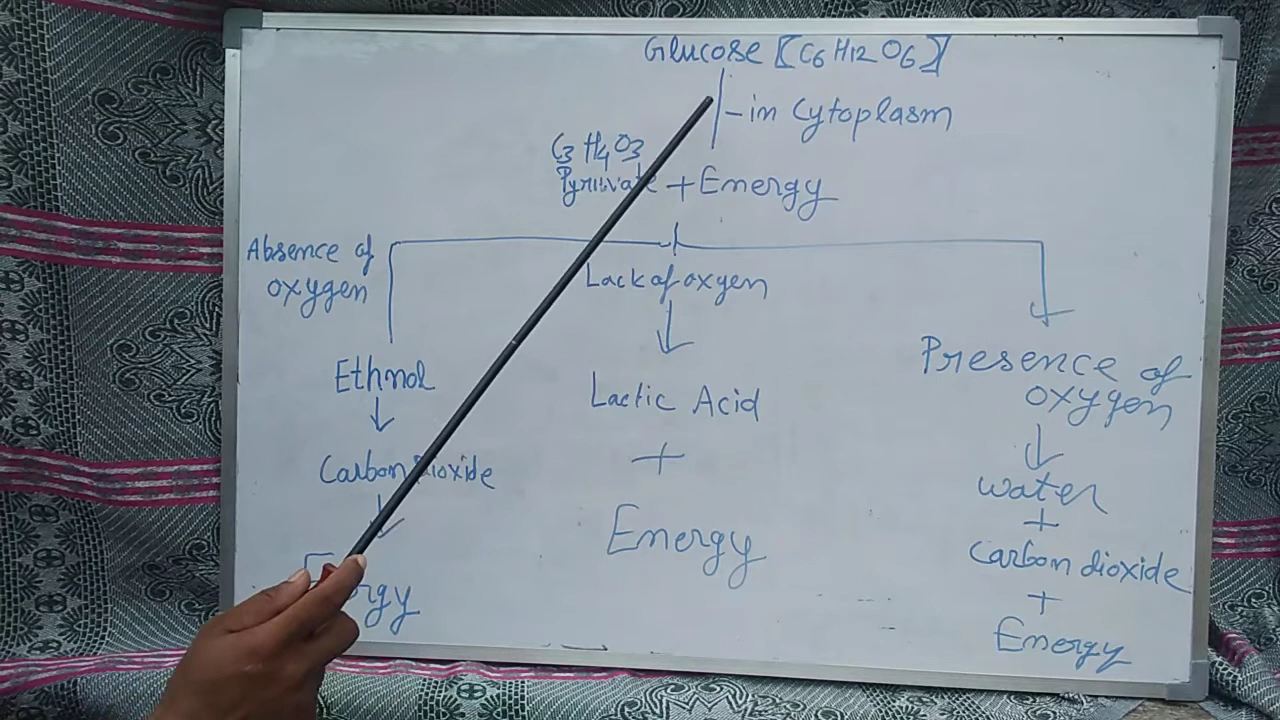 Glucose [C6 H12 O6]
- in Cytoplasm
C3 H4 O3
Pyruvate + Energy
Absence of
oxygen
Lack of oxygen
Ethnol
Carbon Dioxide
Lactic Acid
+
Energy
Presence of
oxygen
water
+
Carbon dioxide
+
Energy